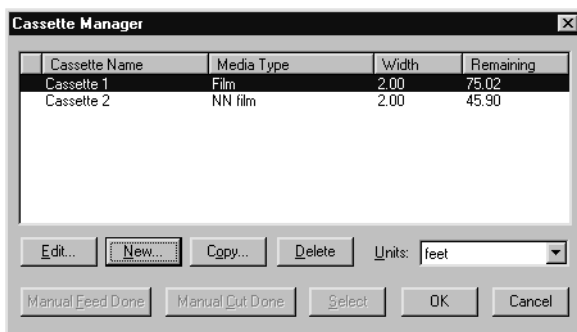 Cassette Manager
Cassette Name Media Type Width Remaining
Cassette 1 Film 2.00 75.02
Cassette 2 NN film 2.00 45.90
Edit... New... Copy... Delete Units: feet
Manual Feed Done Manual Cut Done Select OK Cancel